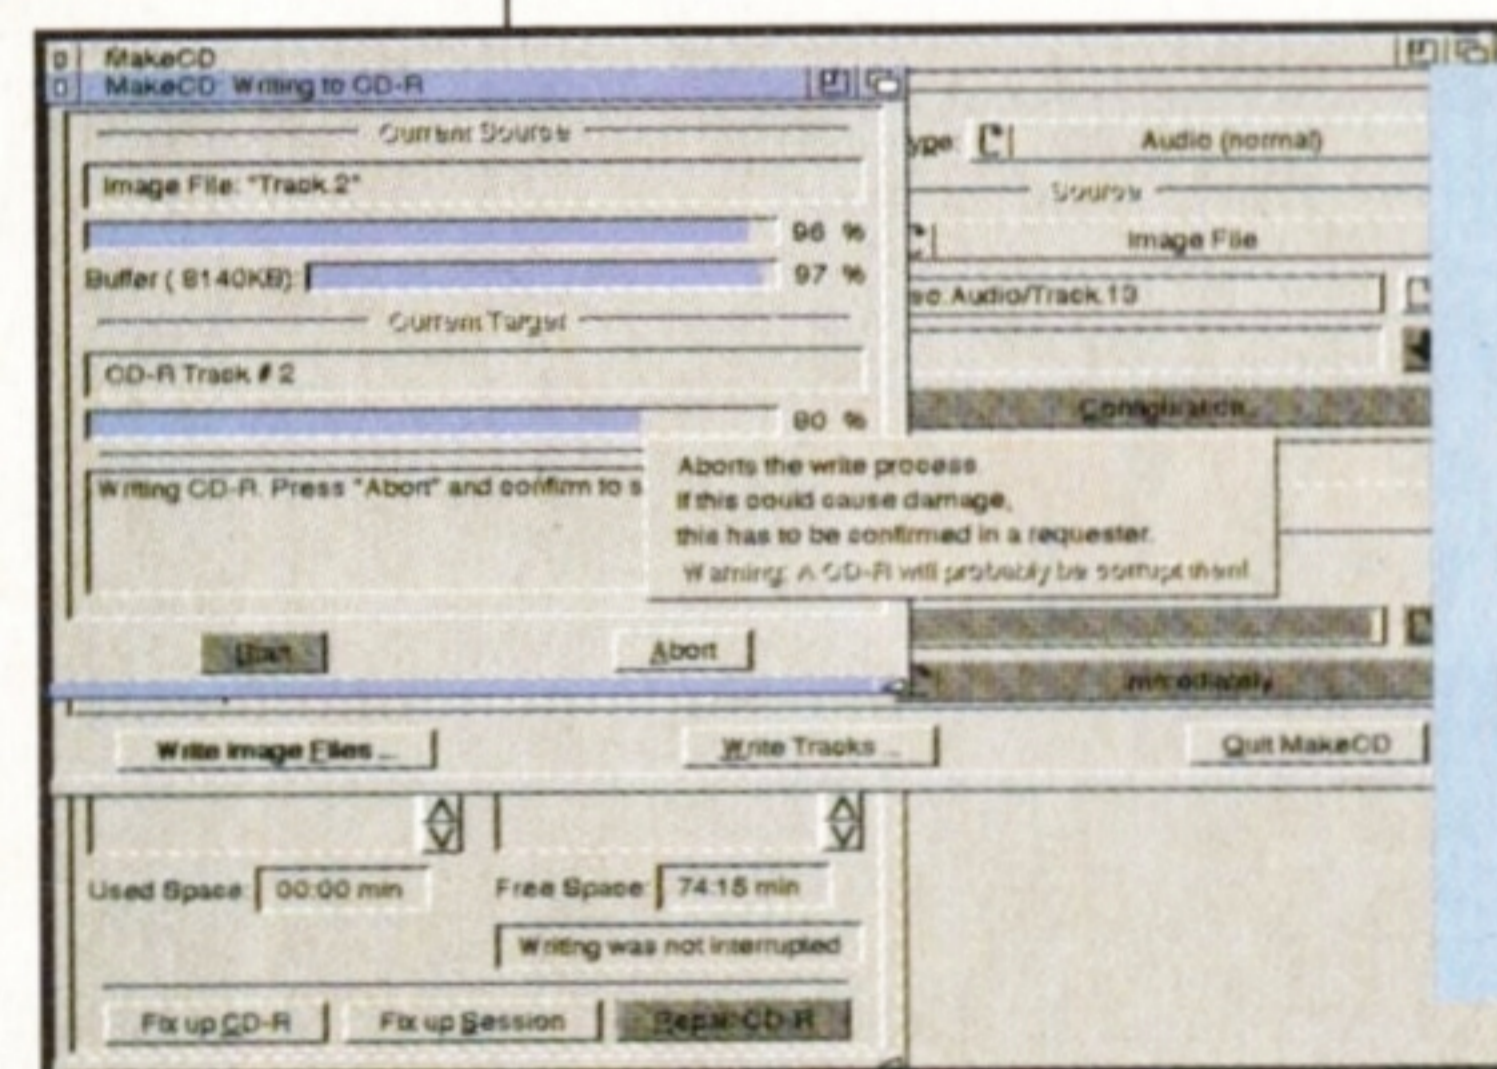 MakeCD
MakeCD: Writing to CD-R
Current Source
Image File: "Track.2"
96 %
Buffer ( 8140KB):
97 %
Current Target
CD-R Track # 2
80 %
Writing CD-R. Press "Abort" and confirm to s
Abort
ype:
Audio (normal)
Source
Image File
sc.Audio/Track.13
Configuration...
Aborts the write process.
If this could cause damage,
this has to be confirmed in a requester.
Warning: A CD-R will probably be corrupt then!
Immediately
Write Image Files ...
Write Tracks ...
Quit MakeCD
Used Space:
00:00 min
Free Space:
74:15 min
Writing was not interrupted
Fix up CD-R
Fix up Session
Repair CD-R